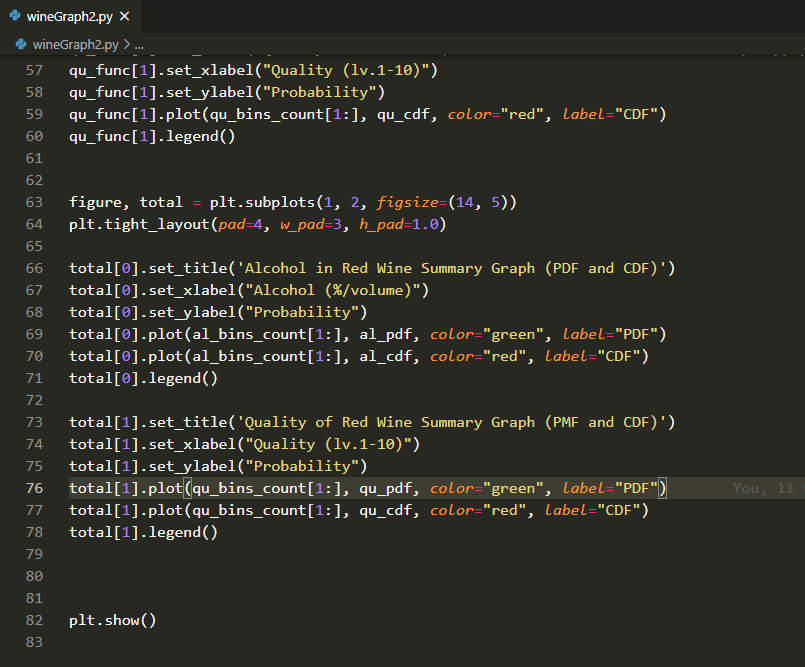 wineGraph2.py
wineGraph2.py > ...
57 qu_func[1].set_xlabel("Quality (lv.1-10)")
58 qu_func[1].set_ylabel("Probability")
59 qu_func[1].plot(qu_bins_count[1:], qu_cdf, color="red", label="CDF")
60 qu_func[1].legend()
61
62
63 figure, total = plt.subplots(1, 2, figsize=(14, 5))
64 plt.tight_layout(pad=4, w_pad=3, h_pad=1.0)
65
66 total[0].set_title('Alcohol in Red Wine Summary Graph (PDF and CDF)')
67 total[0].set_xlabel("Alcohol (%/volume)")
68 total[0].set_ylabel("Probability")
69 total[0].plot(al_bins_count[1:], al_pdf, color="green", label="PDF")
70 total[0].plot(al_bins_count[1:], al_cdf, color="red", label="CDF")
71 total[0].legend()
72
73 total[1].set_title('Quality of Red Wine Summary Graph (PMF and CDF)')
74 total[1].set_xlabel("Quality (lv.1-10)")
75 total[1].set_ylabel("Probability")
76 total[1].plot(qu_bins_count[1:], qu_pdf, color="green", label="PDF") You, 11
77 total[1].plot(qu_bins_count[1:], qu_cdf, color="red", label="CDF")
78 total[1].legend()
79
80
81
82 plt.show()
83